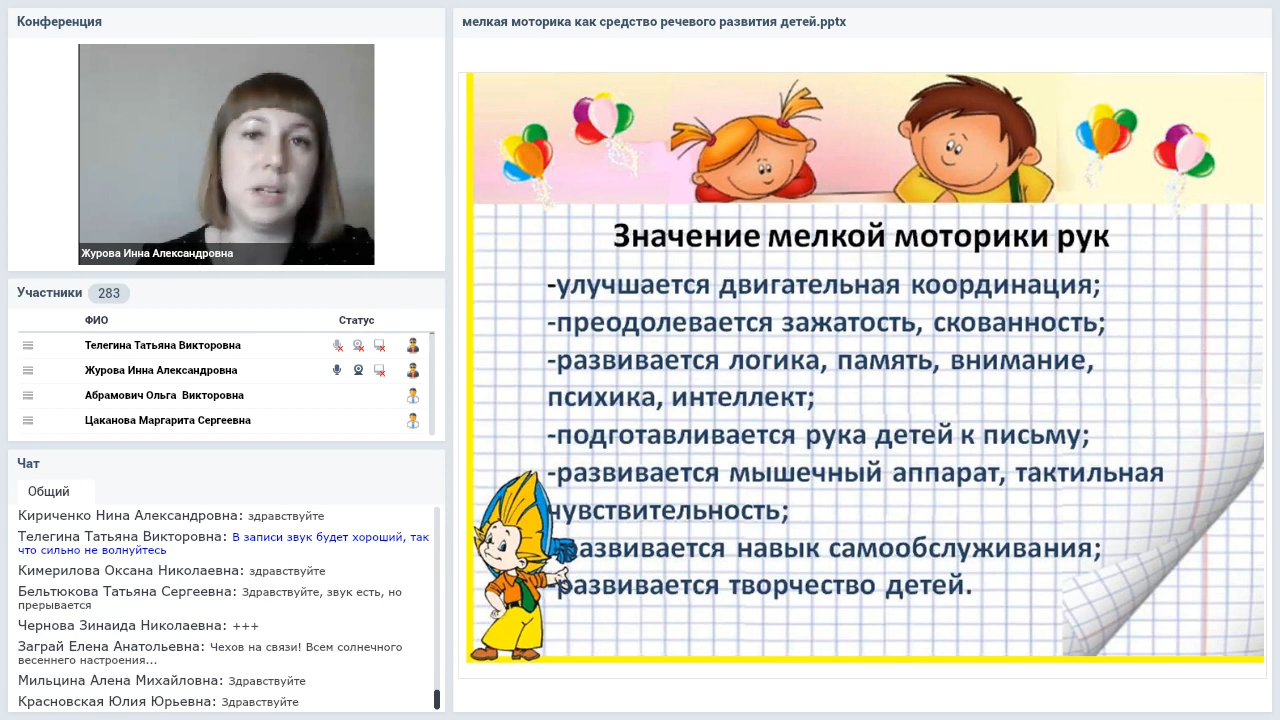 Конференция
Журова Инна Александровна
Участники 283
ФИО Статус
Телегина Татьяна Викторовна
Журова Инна Александровна
Абрамович Ольга Викторовна
Цаканова Маргарита Сергеевна
Чат
Общий
Кириченко Нина Александровна: здравствуйте
Телегина Татьяна Викторовна: В записи звук будет хороший, так
что сильно не волнуйтесь
Кимерилова Оксана Николаевна: здравствуйте
Бельтюкова Татьяна Сергеевна: Здравствуйте, звук есть, но
прерывается
Чернова Зинаида Николаевна: +++
Заграй Елена Анатольевна: Чехов на связи! Всем солнечного
весеннего настроения...
Мильцина Алена Михайловна: Здравствуйте
Красновская Юлия Юрьевна: Здравствуйте
мелкая моторика как средство речевого развития детей.pptx
Значение мелкой моторики рук
-улучшается двигательная координация;
-преодолевается зажатость, скованность;
-развивается логика, память, внимание,
психика, интеллект;
-подготавливается рука детей к письму;
-развивается мышечный аппарат, тактильная
чувствительность;
азвивается навык самообслуживания;
-развивается творчество детей.